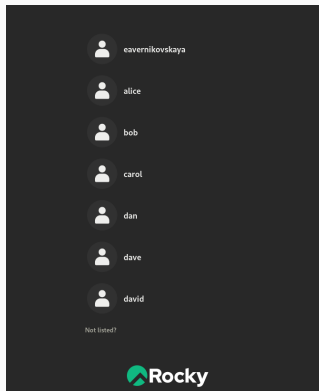 eavernikovskaya
alice
bob
carol
dan
dave
david
Not listed?
Rocky